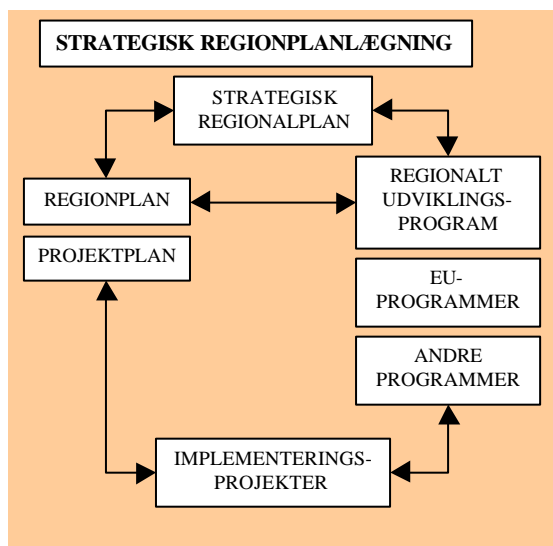 STRATEGISK REGIONPLANLÆGNING
STRATEGISK
REGIONALPLAN
REGIONPLAN
REGIONALT
UDVIKLINGS-
PROGRAM
PROJEKTPLAN
EU-
PROGRAMMER
ANDRE
PROGRAMMER
IMPLEMENTERINGS-
PROJEKTER